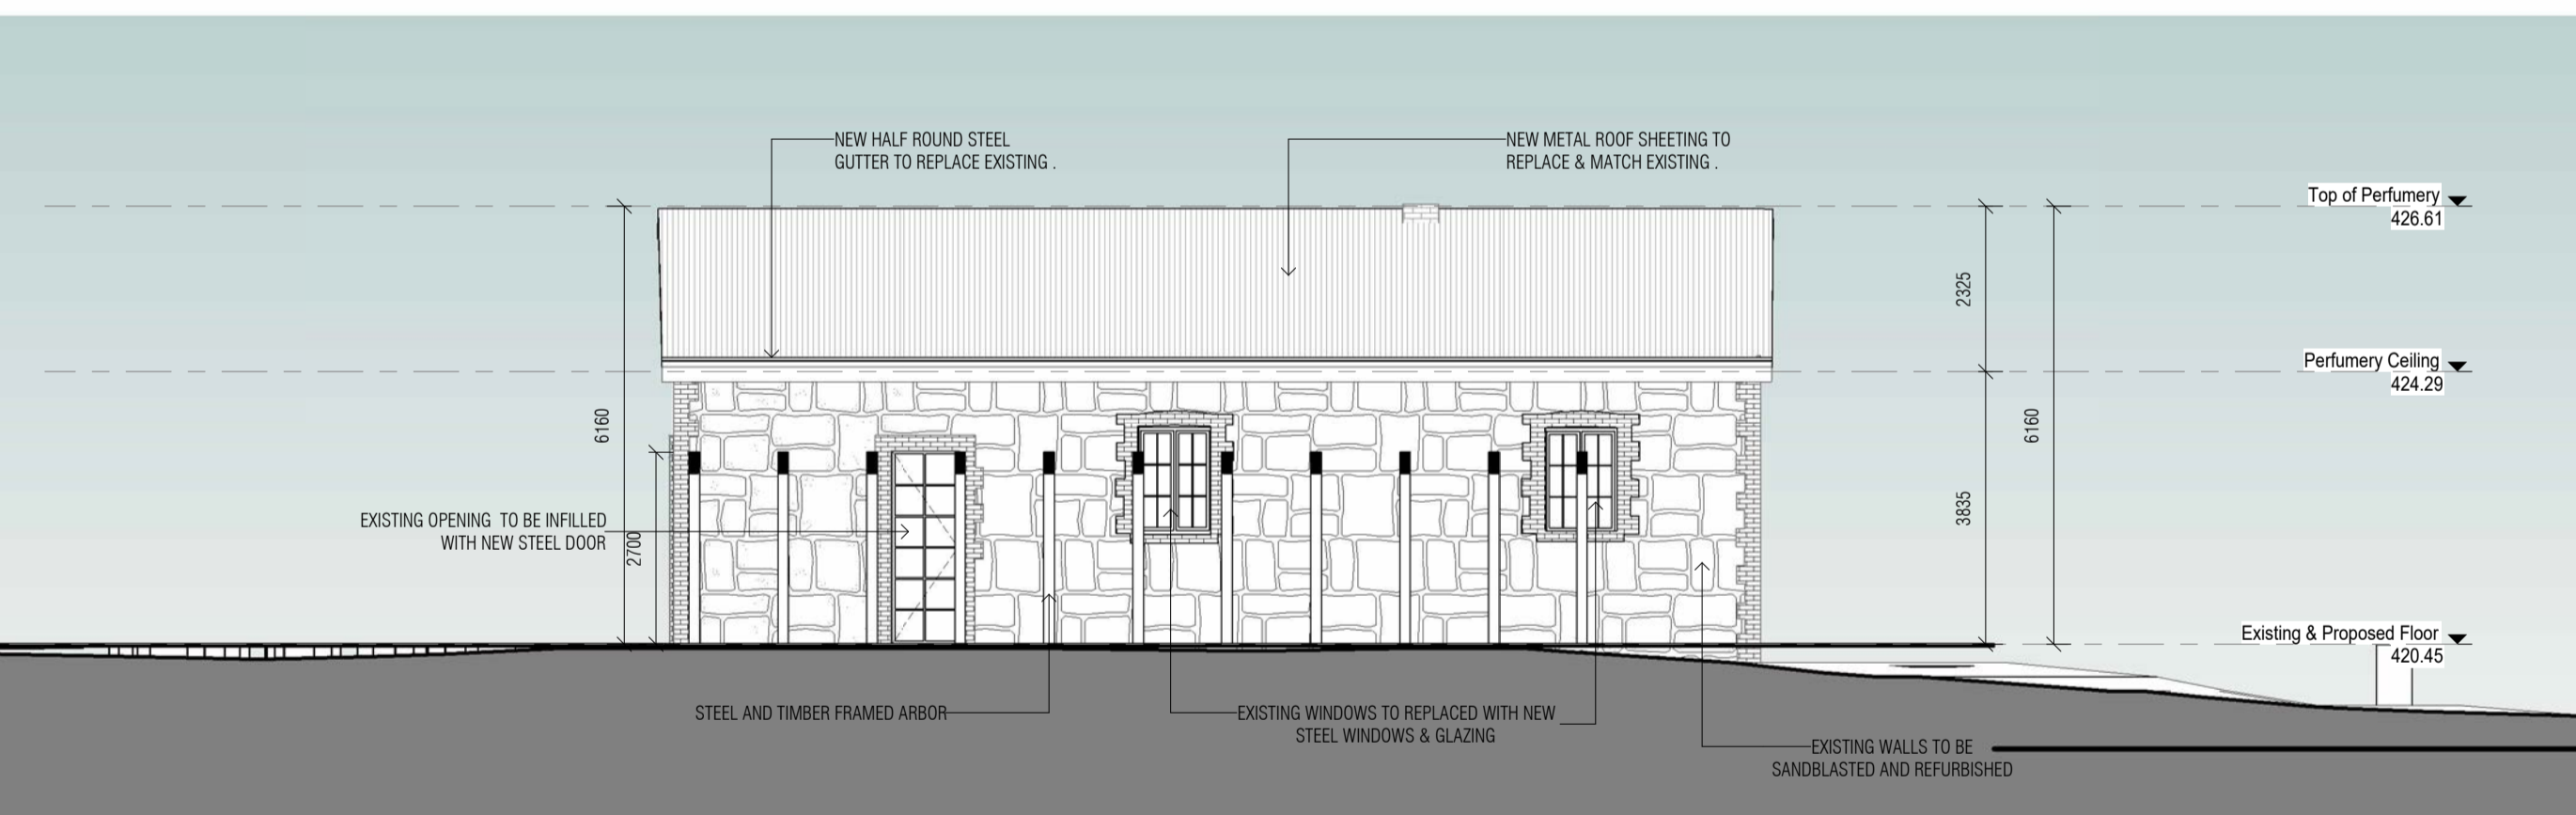 NEW HALF ROUND STEEL
GUTTER TO REPLACE EXISTING .
NEW METAL ROOF SHEETING TO
REPLACE & MATCH EXISTING .
Top of Perfumery
426.61
2325
Perfumery Ceiling
424.29
6160
6160
3835
EXISTING OPENING TO BE INFILLED
WITH NEW STEEL DOOR
2700
Existing & Proposed Floor
420.45
STEEL AND TIMBER FRAMED ARBOR
EXISTING WINDOWS TO REPLACED WITH NEW
STEEL WINDOWS & GLAZING
EXISTING WALLS TO BE
SANDBLASTED AND REFURBISHED